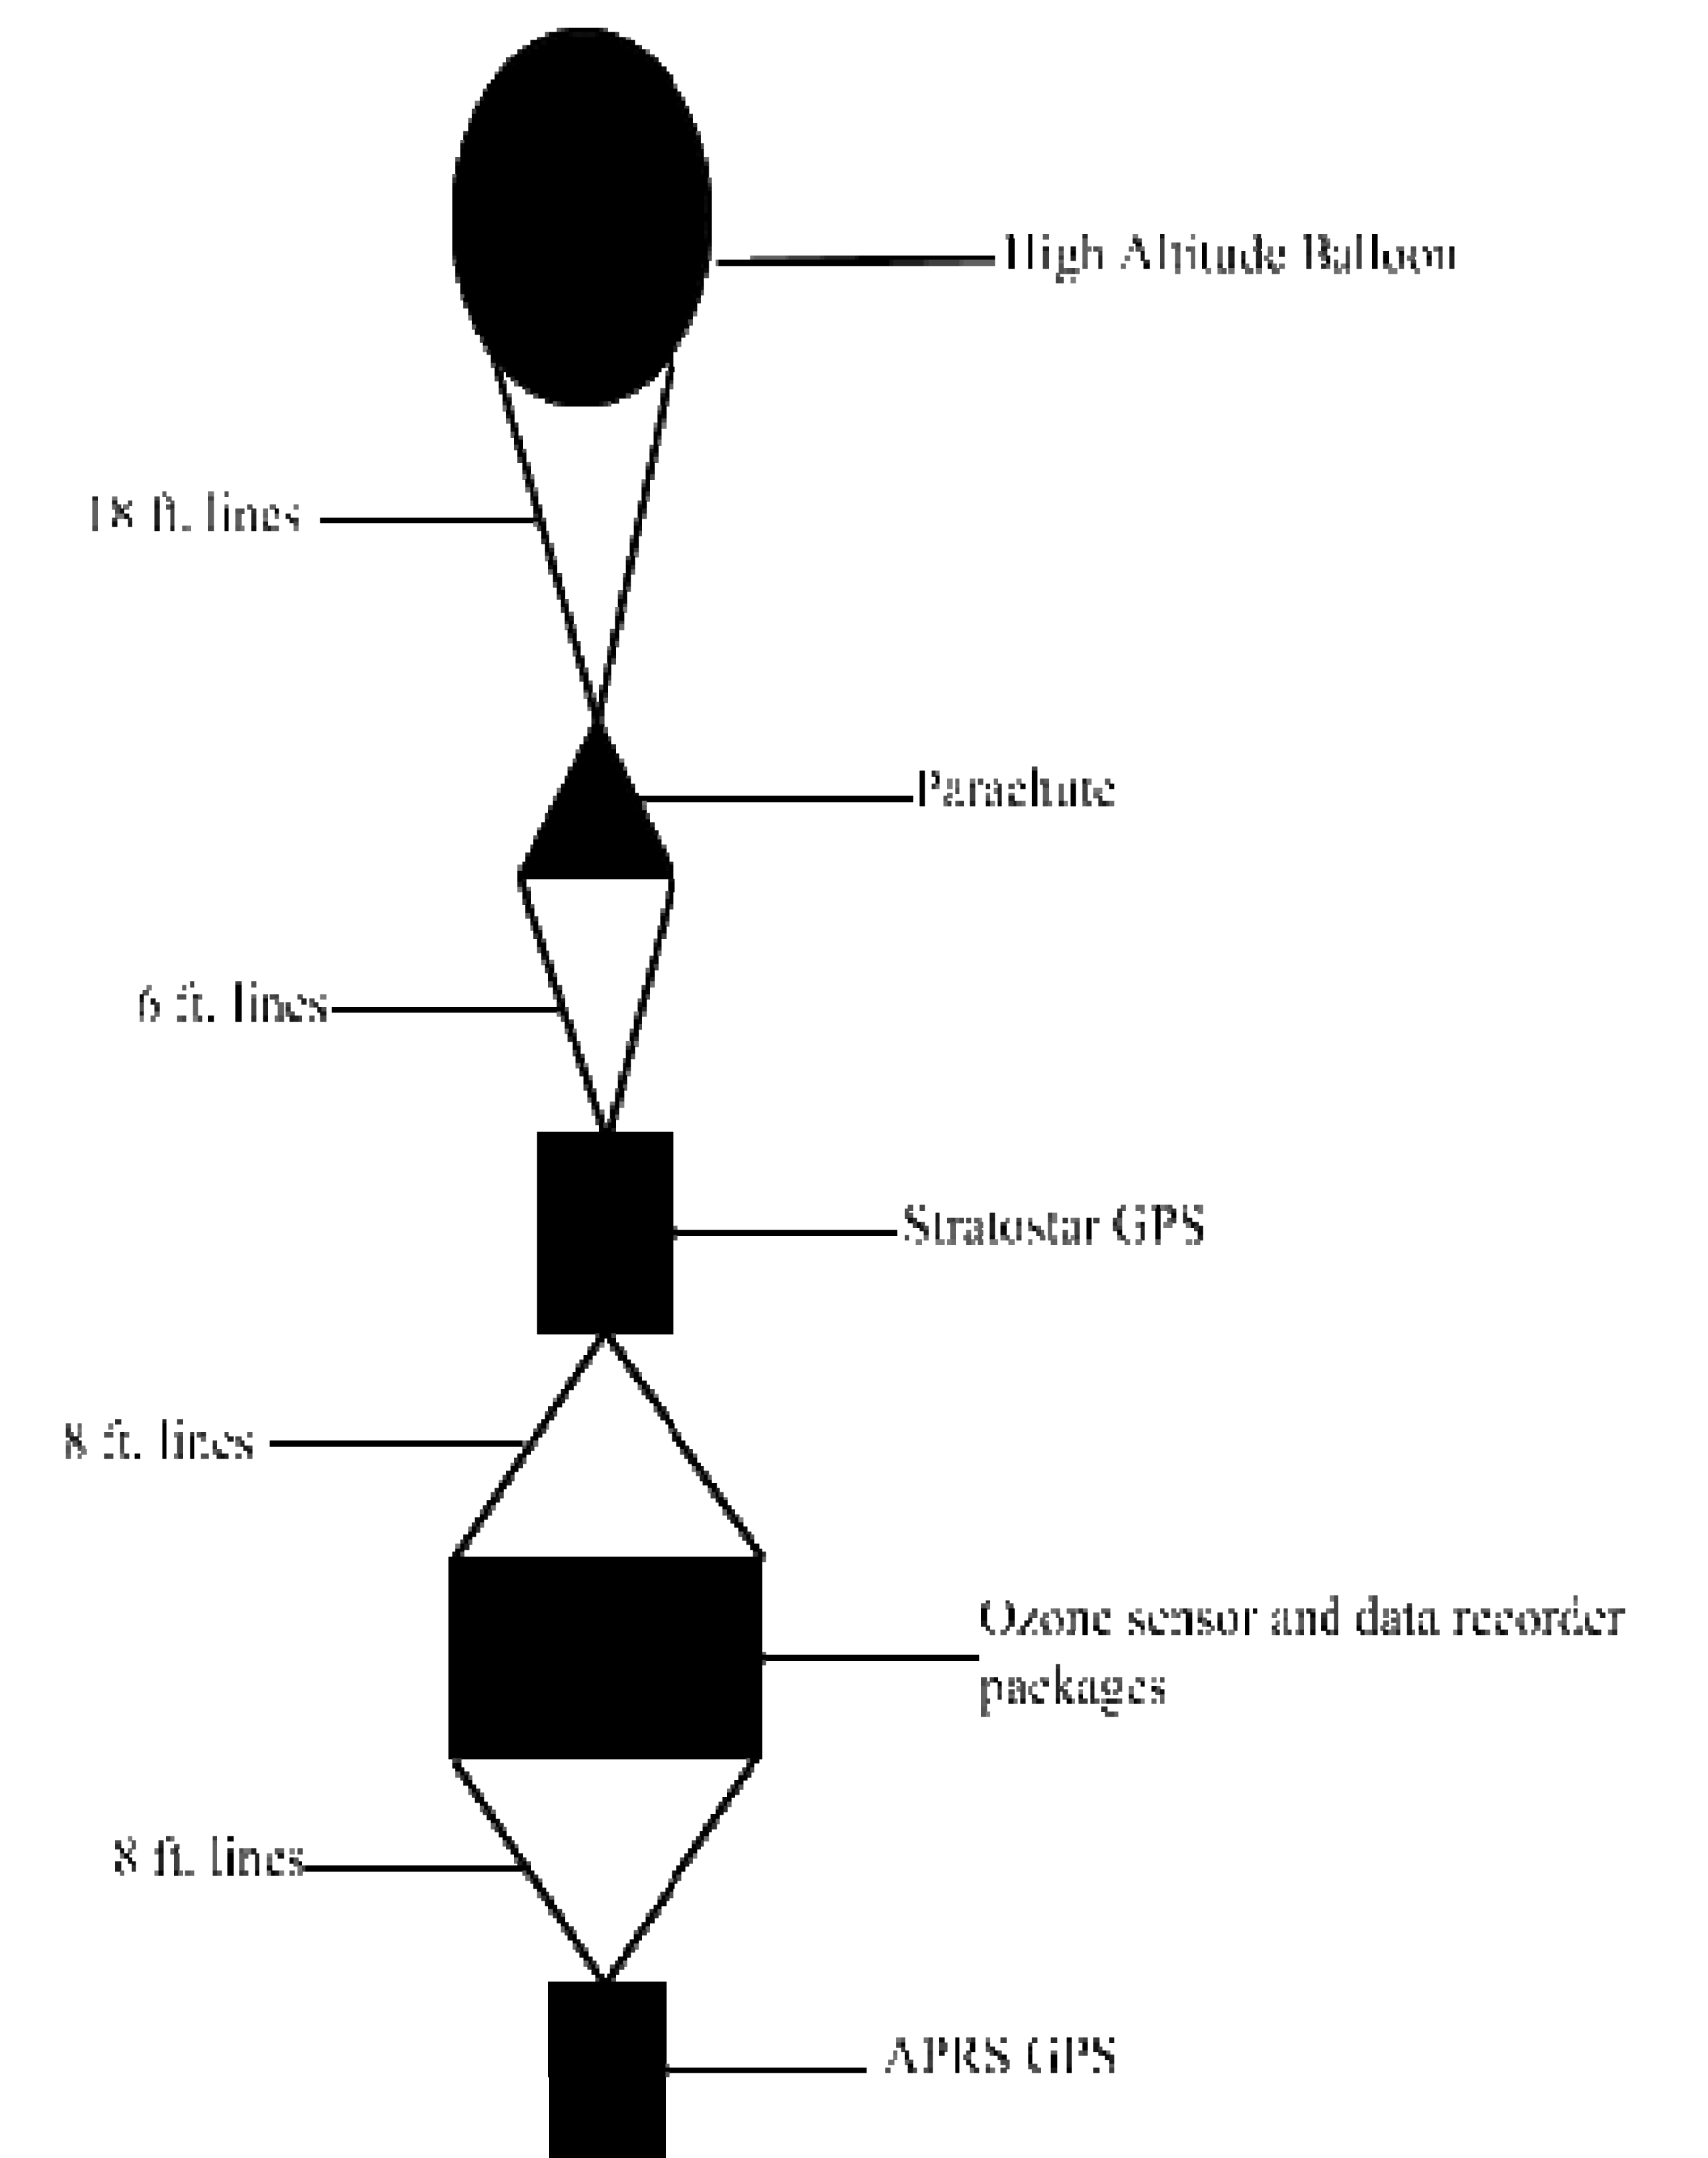 High Altitude Balloon
18 ft. lines
Parachute
6 ft. lines
Stratostar GPS
8 ft. lines
Ozone sensor and data recorder
packages
8 ft. lines
APRS GPS